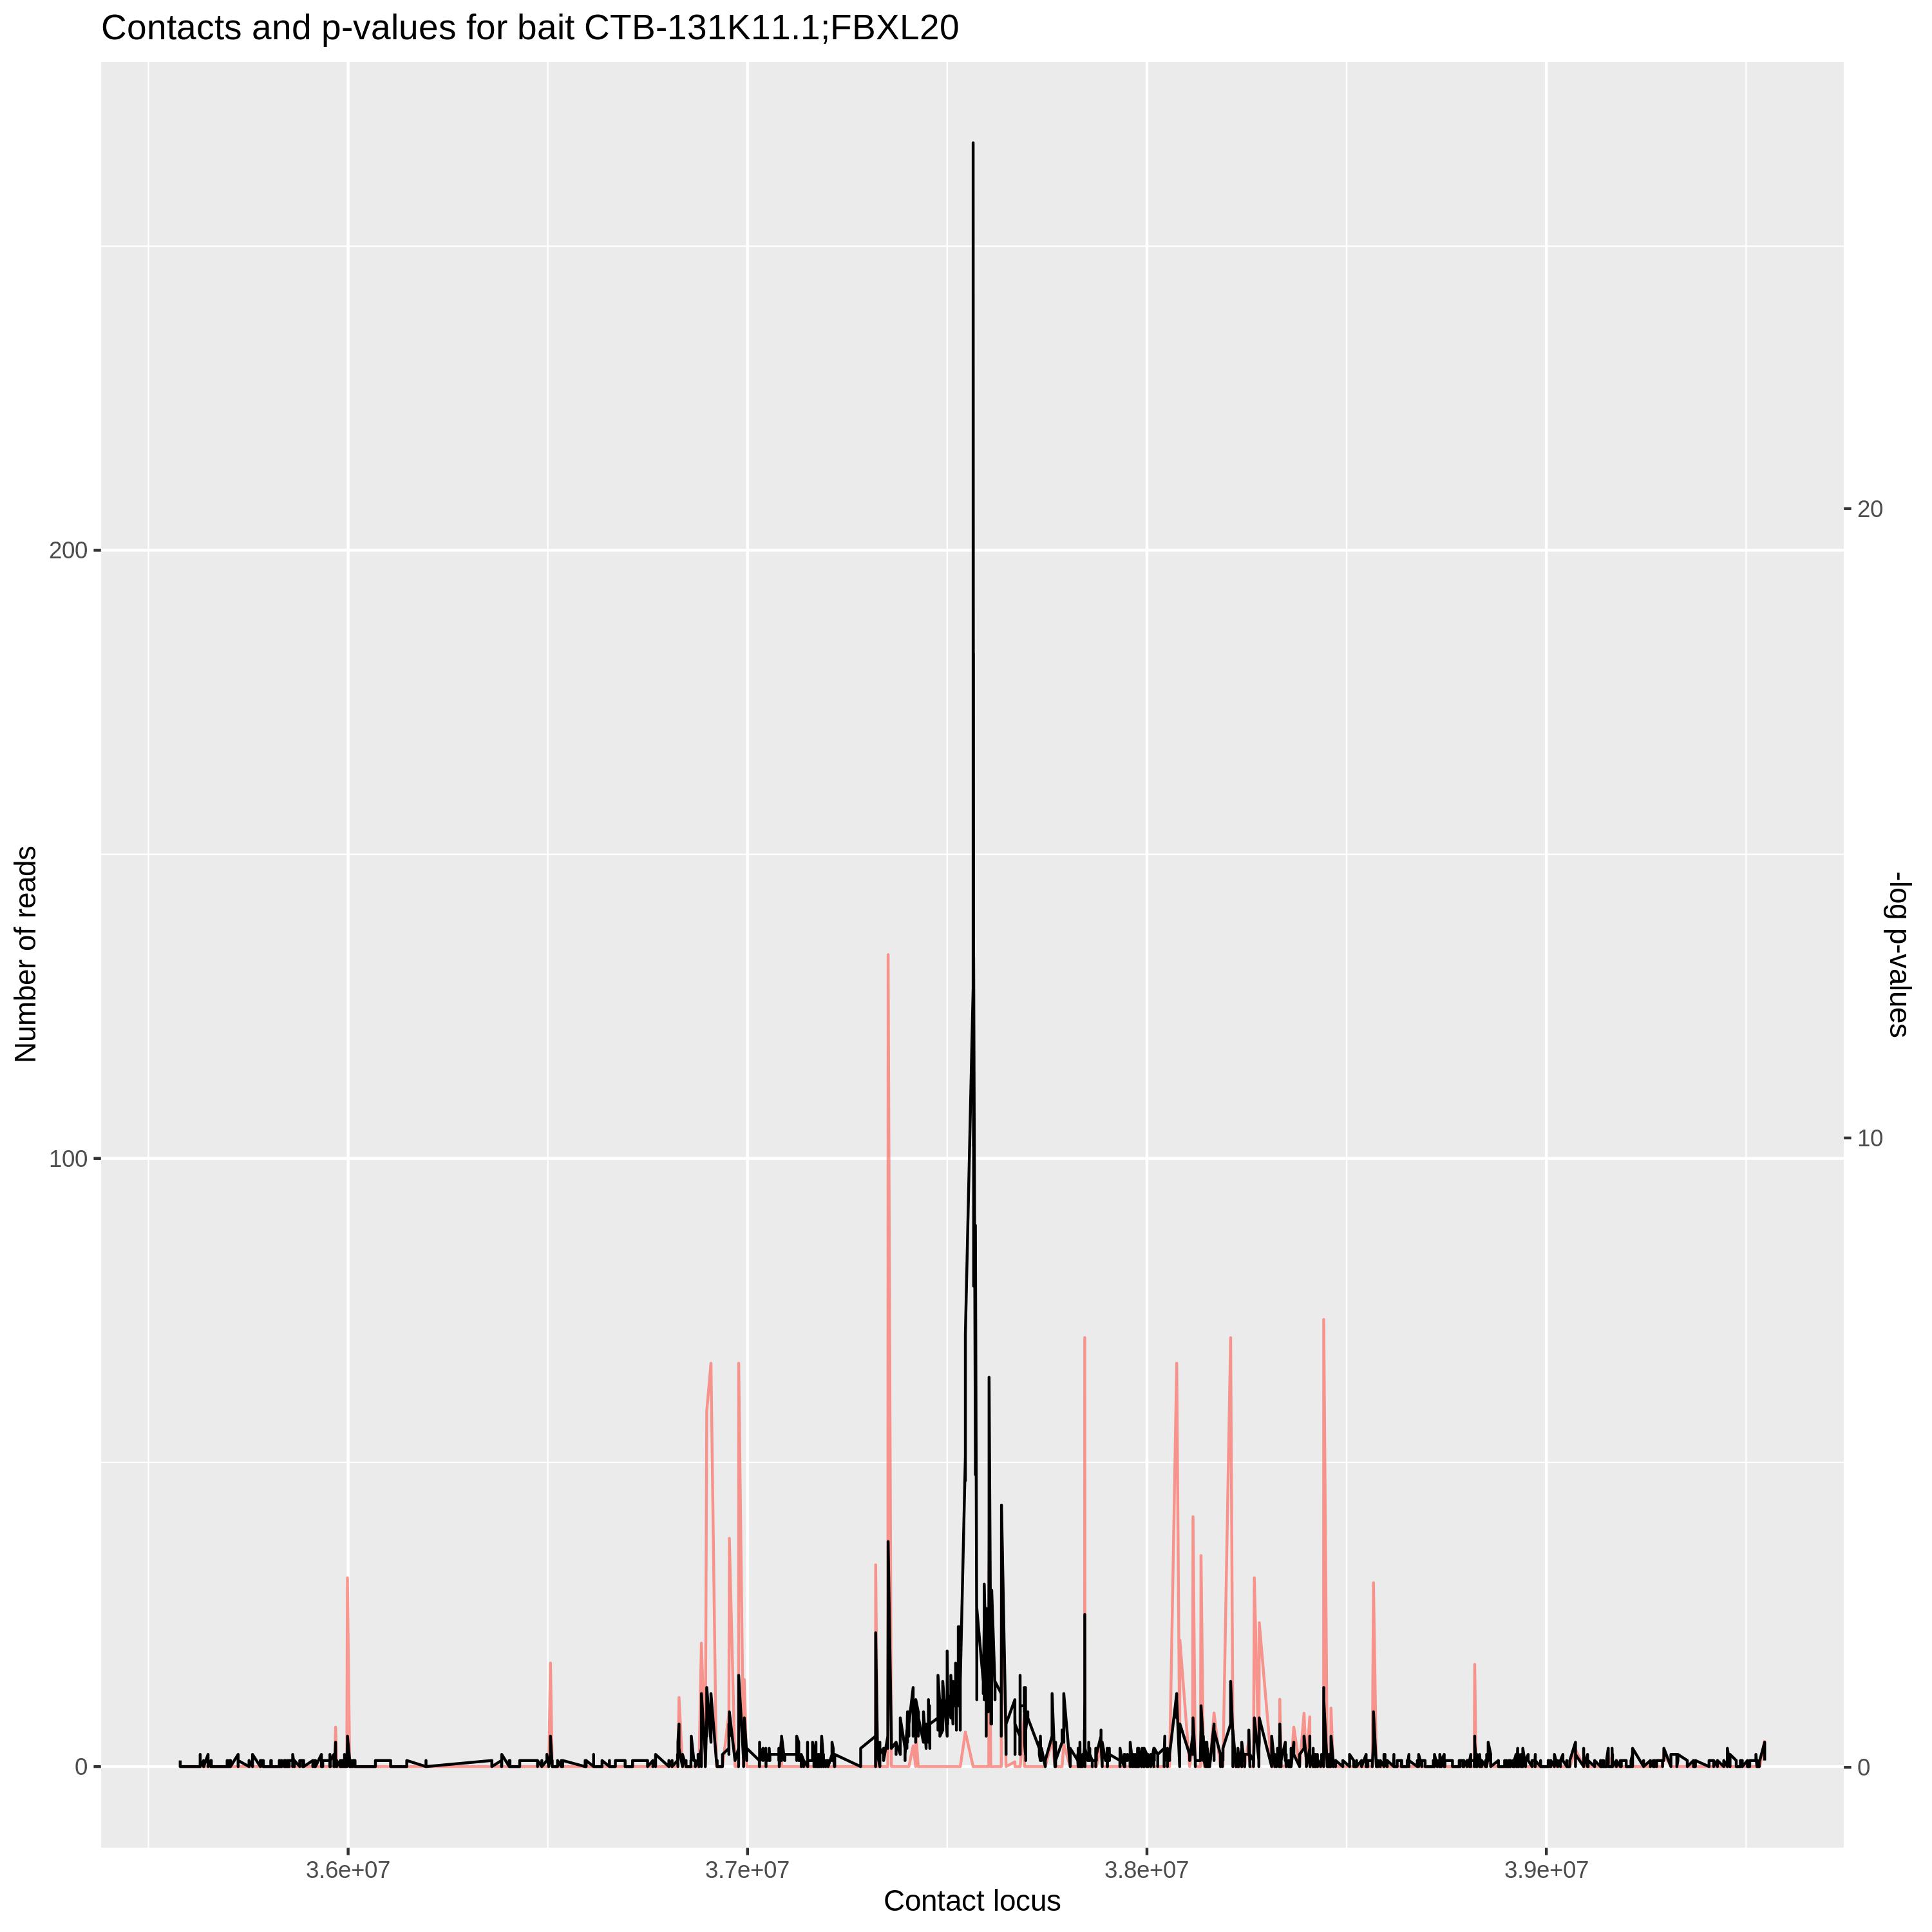 Contacts and p-values for bait CTB-131K11.1;FBXL20
Number of reads
200
100
0
20
10
0
-log p-values
3.6e+07
3.7e+07
3.8e+07
3.9e+07
Contact locus